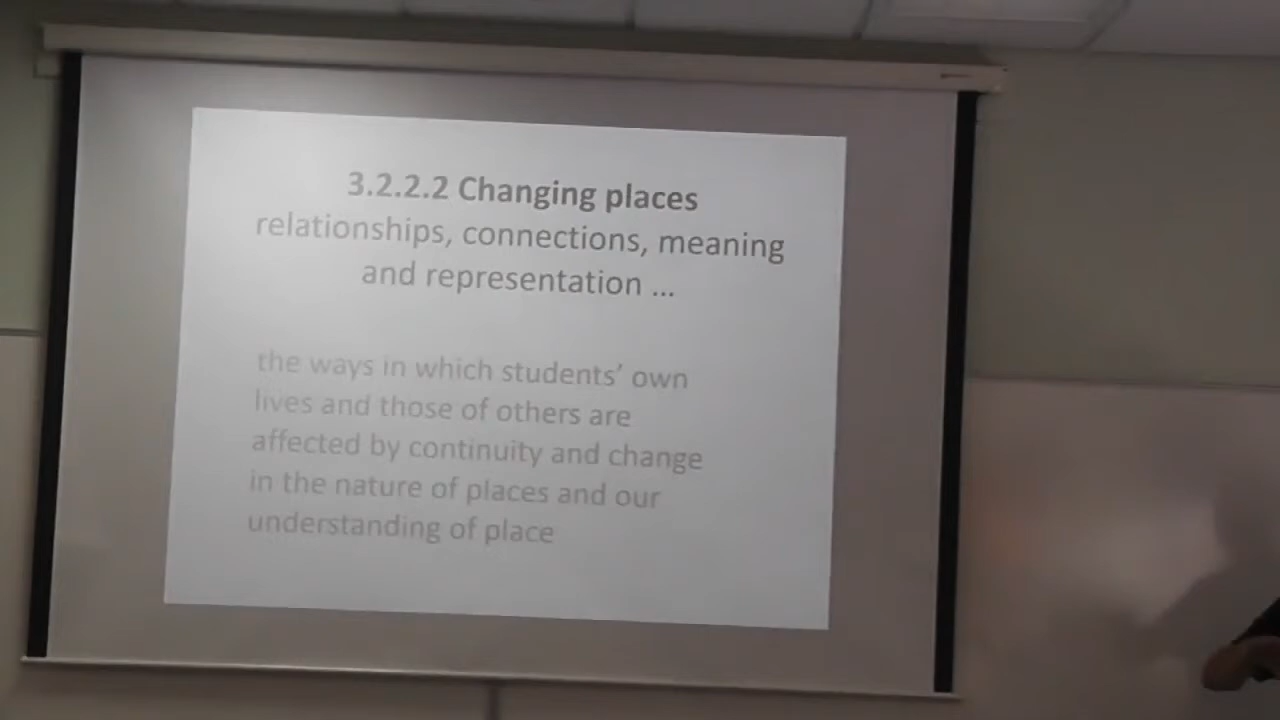 3.2.2.2 Changing places
relationships, connections, meaning
and representation ...
the ways in which students' own
lives and those of others are
affected by continuity and change
in the nature of places and our
understanding of place